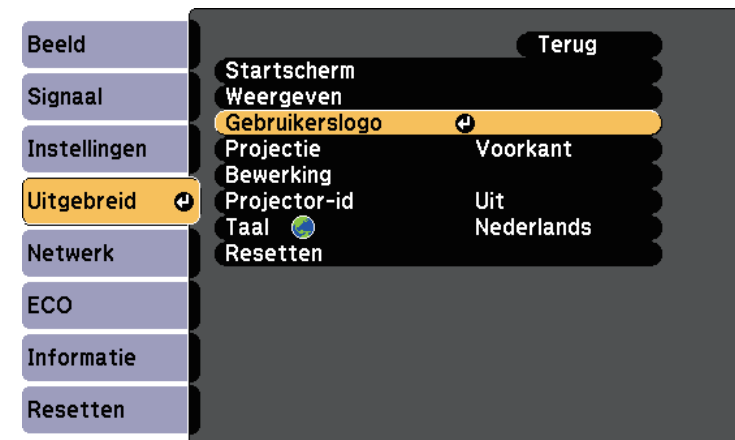 Beeld
Signaal
Instellingen
Uitgebreid
Netwerk
ECO
Informatie
Resetten
Terug
Startscherm
Weergeven
Gebruikerslogo
Projectie Voorkant
Bewerking
Projector-id Uit
Taal Nederlands
Resetten